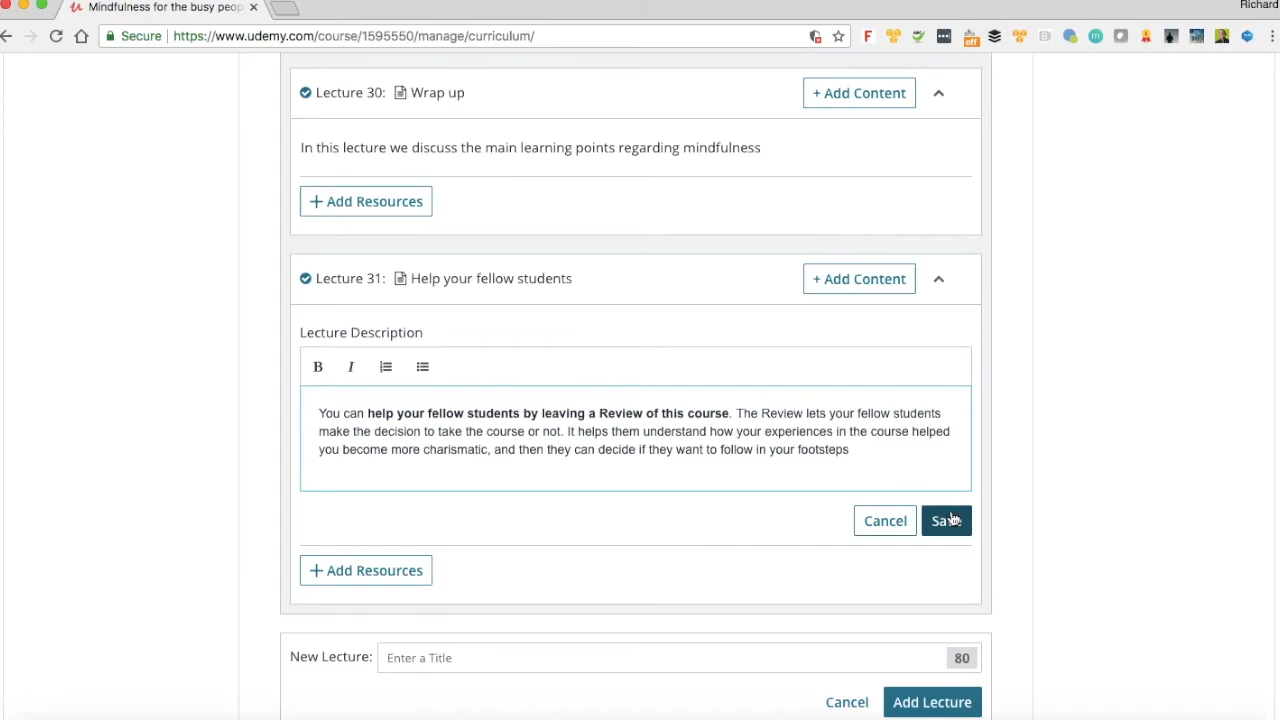 Mindfulness for the busy peop
Richard
Secure
https://www.udemy.com/course/1595550/manage/curriculum/
off
Lecture 30: Wrap up
+ Add Content
In this lecture we discuss the main learning points regarding mindfulness
+ Add Resources
Lecture 31: Help your fellow students
+ Add Content
Lecture Description
B I
You can help your fellow students by leaving a Review of this course. The Review lets your fellow students
make the decision to take the course or not. It helps them understand how your experiences in the course helped
you become more charismatic, and then they can decide if they want to follow in your footsteps
Cancel
Save
+ Add Resources
New Lecture:
Enter a Title
80
Cancel
Add Lecture